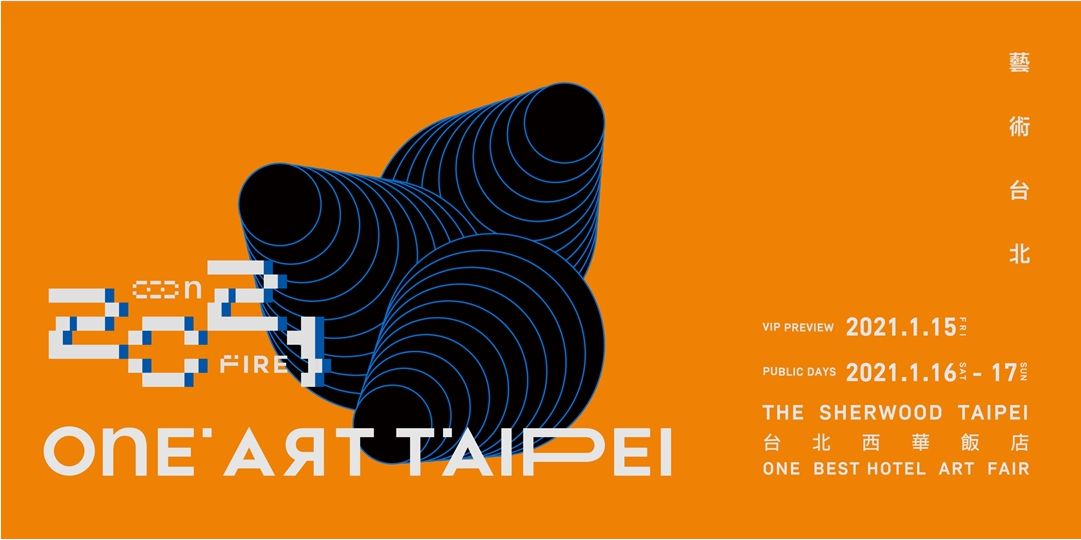 2021
on
FIRE
ONE ART TAIPEI
藝術台北
VIP PREVIEW 2021.1.15 FRI
PUBLIC DAYS 2021.1.16 SAT - 17 SUN
THE SHERWOOD TAIPEI
台北西華飯店
ONE BEST HOTEL ART FAIR